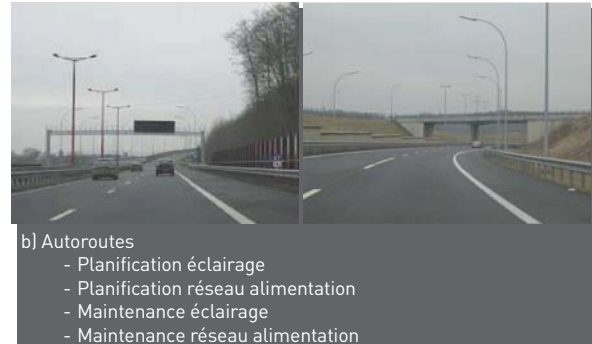 b) Autoroutes
- Planification éclairage
- Planification réseau alimentation
- Maintenance éclairage
- Maintenance réseau alimentation